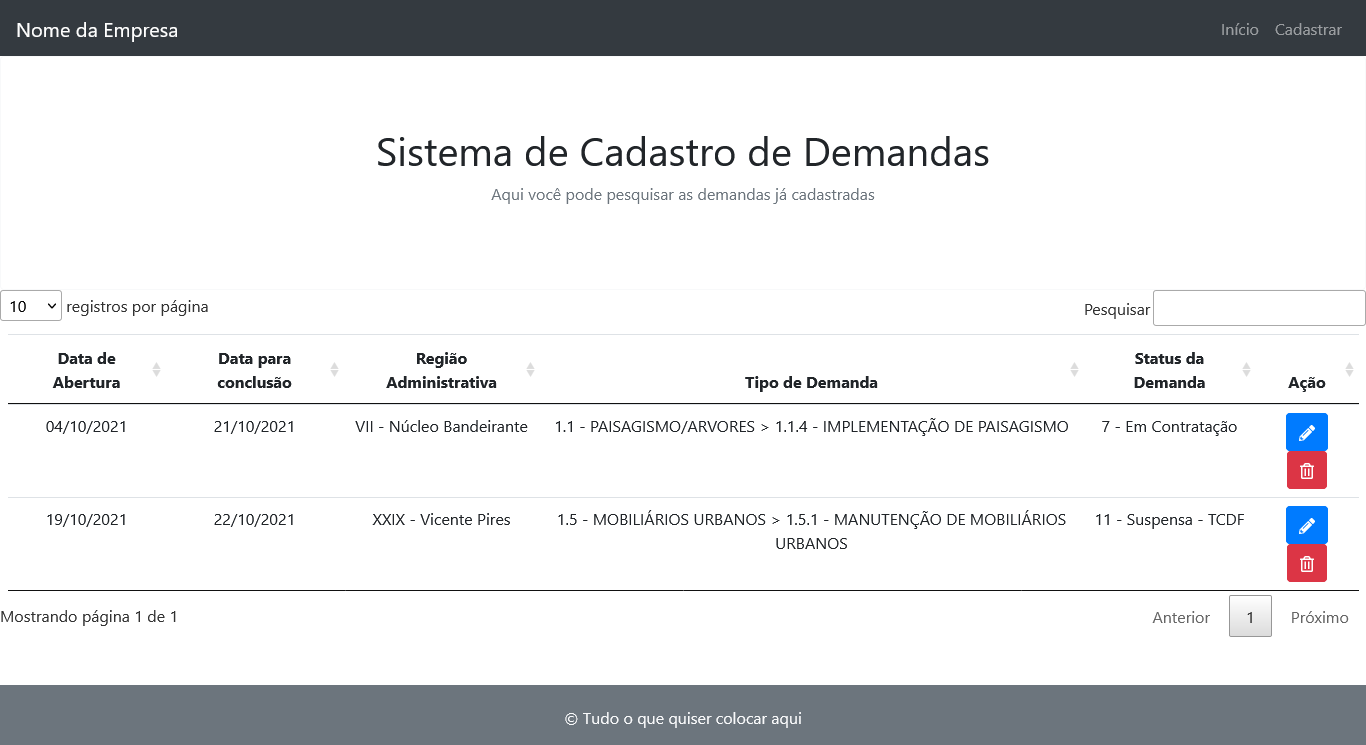 Nome da Empresa
Início Cadastrar
Sistema de Cadastro de Demandas
Aqui você pode pesquisar as demandas já cadastradas
10 registros por página
Pesquisar
Data de Abertura
Data para conclusão
Região Administrativa
Tipo de Demanda
Status da Demanda
Ação
04/10/2021 21/10/2021 VII - Núcleo Bandeirante 1.1 - PAISAGISMO/ARVORES > 1.1.4 - IMPLEMENTAÇÃO DE PAISAGISMO 7 - Em Contratação
19/10/2021 22/10/2021 XXIX - Vicente Pires 1.5 - MOBILIÁRIOS URBANOS > 1.5.1 - MANUTENÇÃO DE MOBILIÁRIOS URBANOS 11 - Suspensa - TCDF
Mostrando página 1 de 1
Anterior 1 Próximo
© Tudo o que quiser colocar aqui